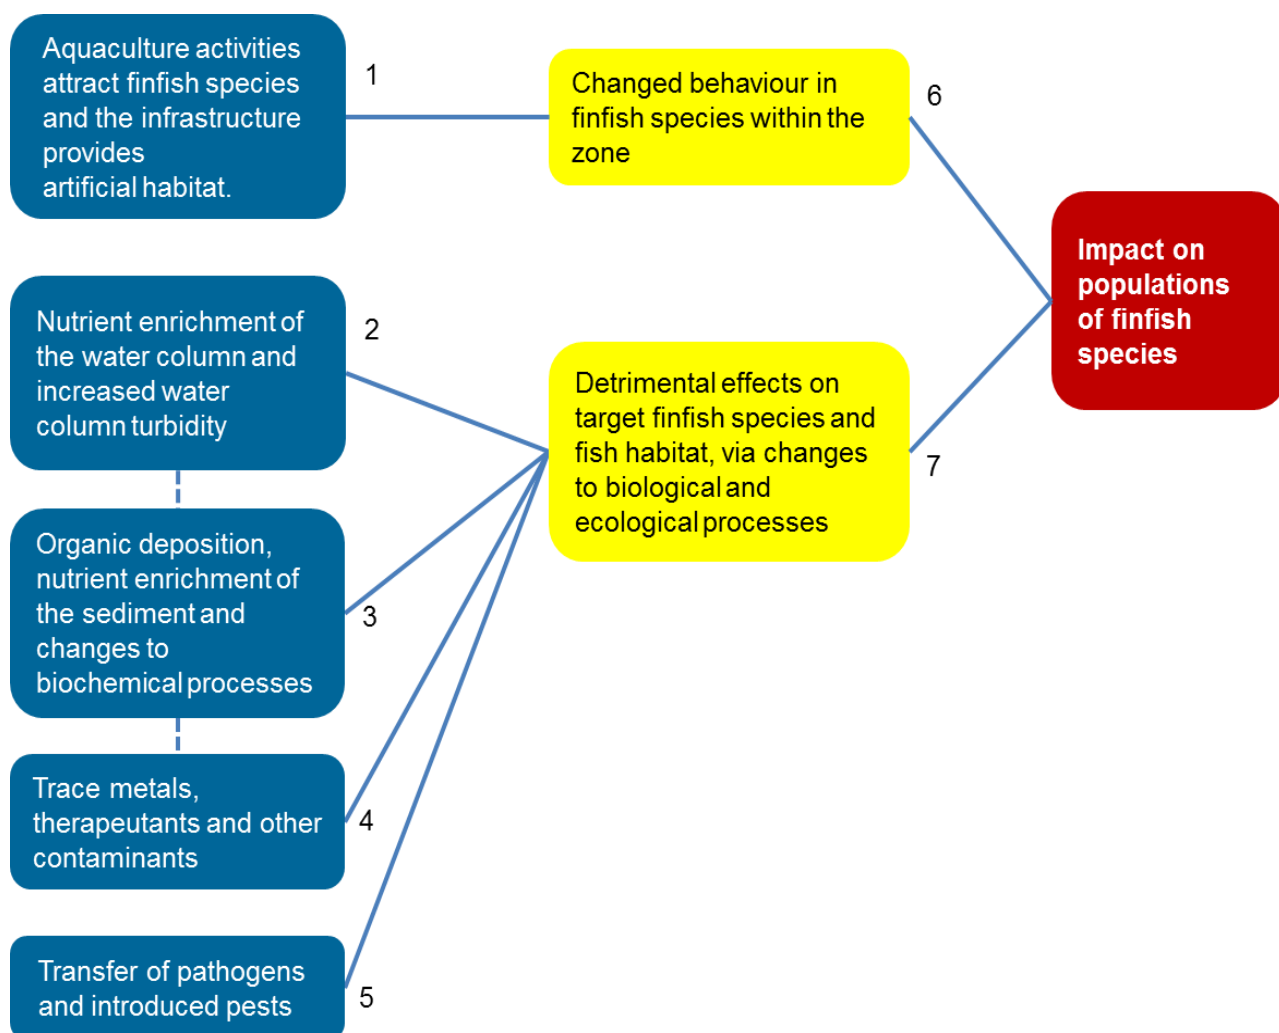 Aquaculture activities
attract finfish species
and the infrastructure
provides
artificial habitat.
1
Changed behaviour in
finfish species within the
zone
6
Impact on
populations
of finfish
species
Nutrient enrichment of
the water column and
increased water
column turbidity
2
Detrimental effects on
target finfish species and
fish habitat, via changes
to biological and
ecological processes
7
Organic deposition,
nutrient enrichment of
the sediment and
changes to
biochemical processes
3
Trace metals,
therapeutants and other
contaminants
4
Transfer of pathogens
and introduced pests
5